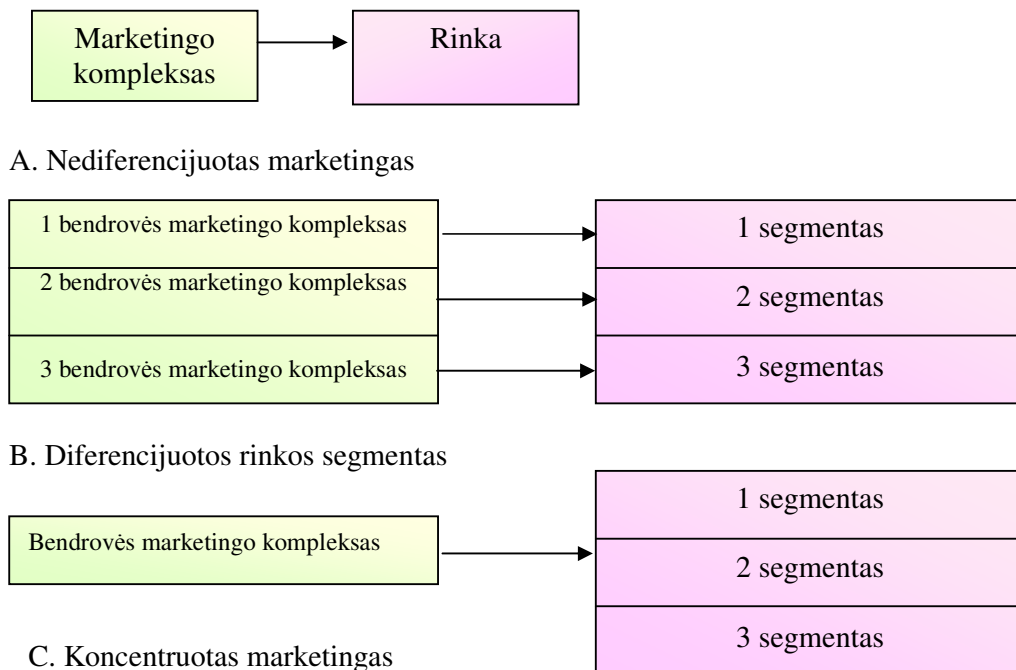 Marketingo
kompleksas
Rinka
A. Nediferencijuotas marketingas
1 bendrovės marketingo kompleksas
1 segmentas
2 bendrovės marketingo kompleksas
2 segmentas
3 bendrovės marketingo kompleksas
3 segmentas
B. Diferencijuotos rinkos segmentas
1 segmentas
Bendrovės marketingo kompleksas
2 segmentas
3 segmentas
C. Koncentruotas marketingas